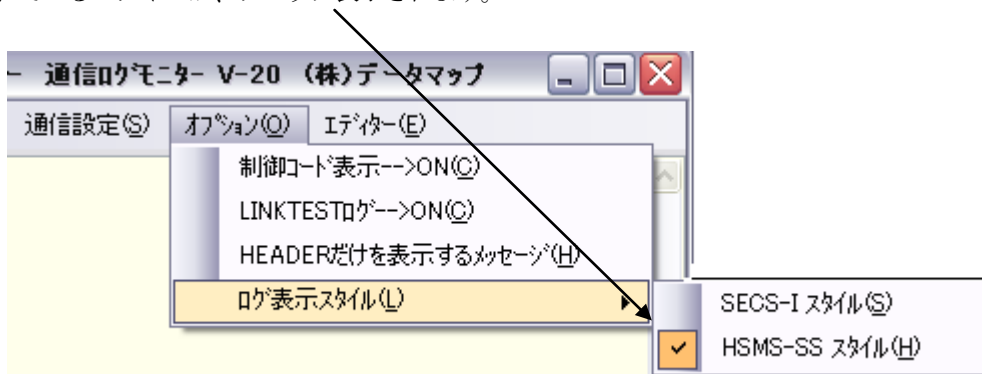 ー 通信ﾛｸﾞﾓﾆﾀｰ V-20 （株）データマップ
通信設定(S) ｵﾌﾟｼｮﾝ(O) ｴﾃﾞｨﾀｰ(E)
制御ｺｰﾄﾞ表示-->ON(C)
LINKTESTﾛｸﾞ-->ON(C)
HEADERだけを表示するﾒｯｾｰｼﾞ(H)
ﾛｸﾞ表示ｽﾀｲﾙ(L)
SECS-I ｽﾀｲﾙ(S)
HSMS-SS ｽﾀｲﾙ(H)